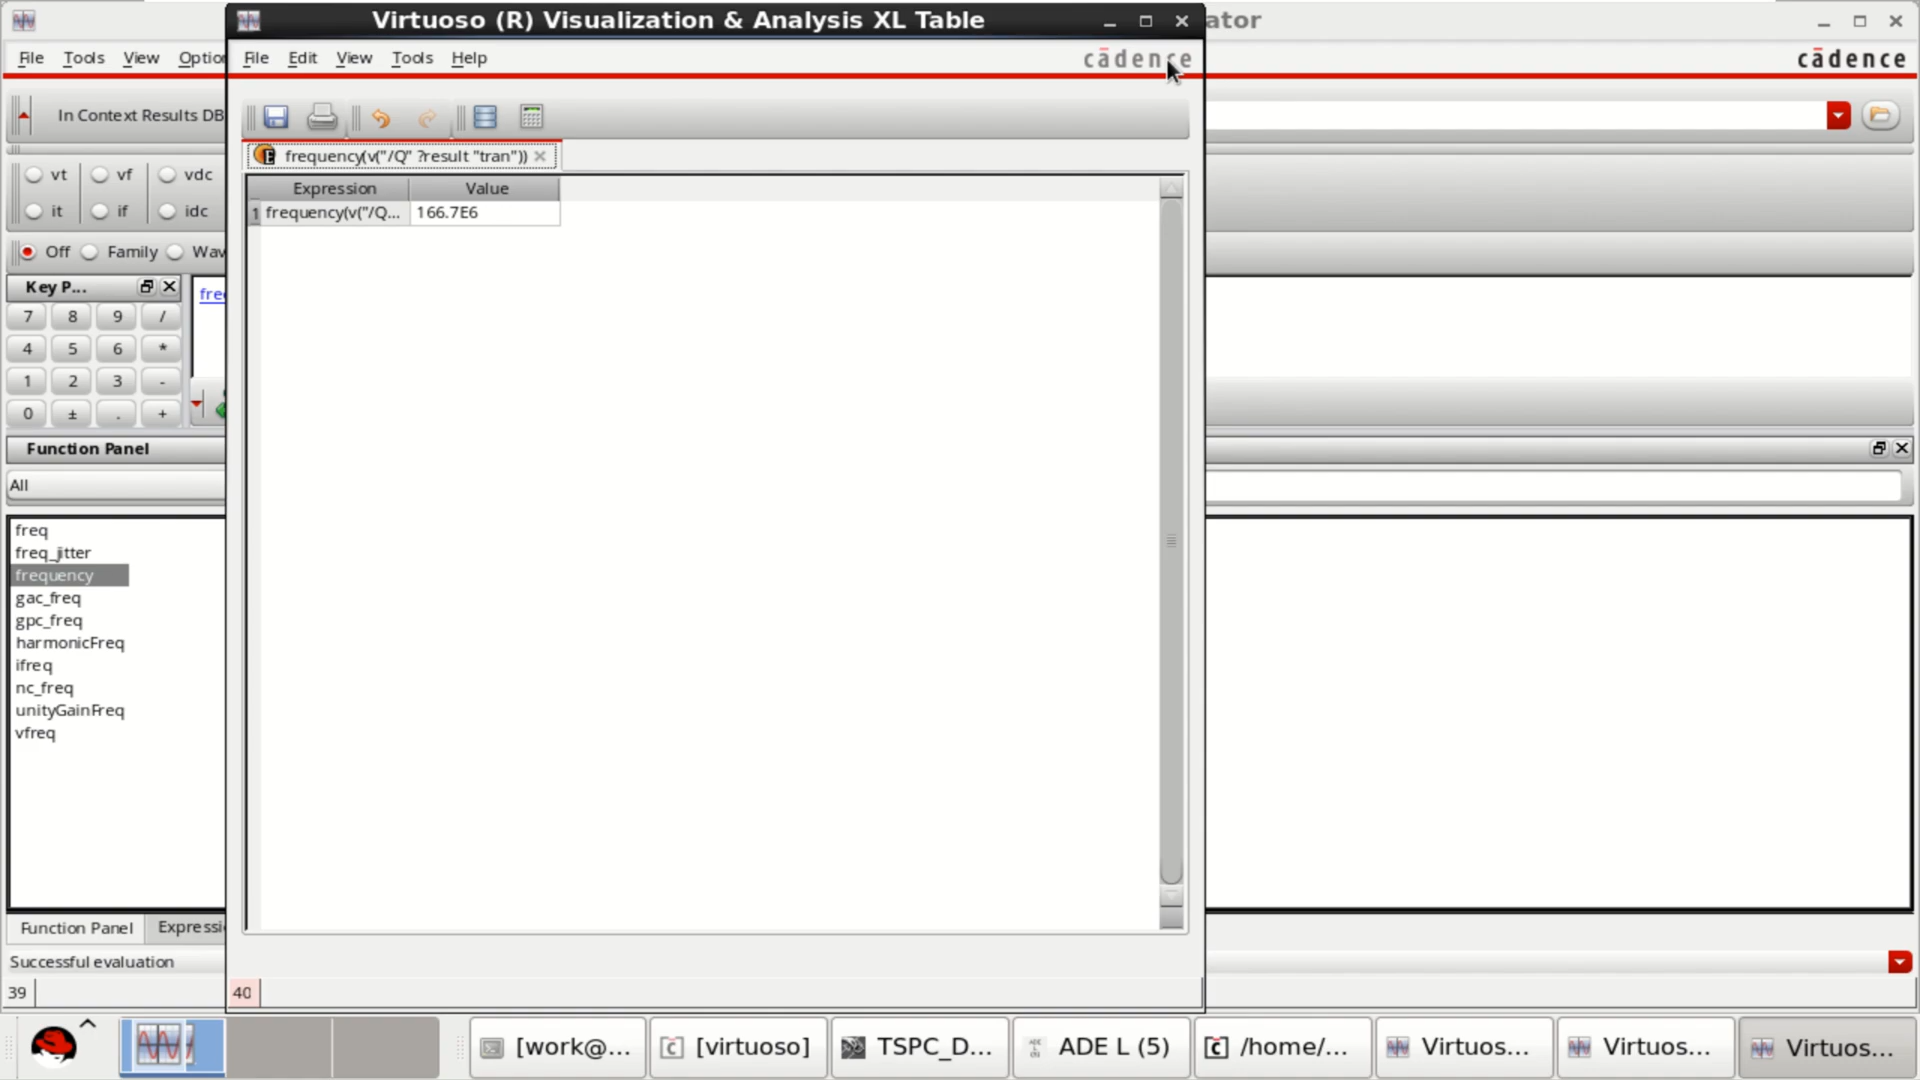 Virtuoso (R) Visualization & Analysis XL Table
ator
File Tools View
File Edit View Tools Help
cādence
cādence
In Context Results DB
frequency(v("/Q" ?result "tran"))
vt vf vdc
it if idc
Expression Value
1 frequency(v("/Q... 166.7E6
Off Family
Key P...
7 8 9 /
4 5 6 *
1 2 3 -
0 ± . +
Function Panel
All
freq
freq_jitter
frequency
gac_freq
gpc_freq
harmonicFreq
ifreq
nc_freq
unityGainFreq
vfreq
Function Panel
Successful evaluation
39
40
[work@... [virtuoso] TSPC_D... ADE L (5) /home/... Virtuos... Virtuos... Virtuos...